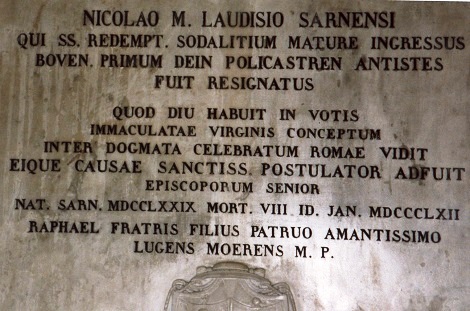 NICOLAO M. LAUDISIO SARNENSI
QUI SS. REDEMPT. SODALITIUM MATURE INGRESSUS
BOVEN. PRIMUM DEIN POLICASTREN ANTISTES
FUIT RESIGNATUS
QUOD DIU HABUIT IN VOTIS
IMMACULATAE VIRGINIS CONCEPTUM
INTER DOGMATA CELEBRATUM ROMAE VIDIT
EIQUE CAUSAE SANCTISS. POSTULATOR ADFUIT
EPISCOPORUM SENIOR
NAT. SARN. MDCCLXXIX MORT. VIII ID. JAN. MDCCCLXII
RAPHAEL FRATRIS FILIUS PATRUO AMANTISSIMO
LUGENS MOERENS M. P.